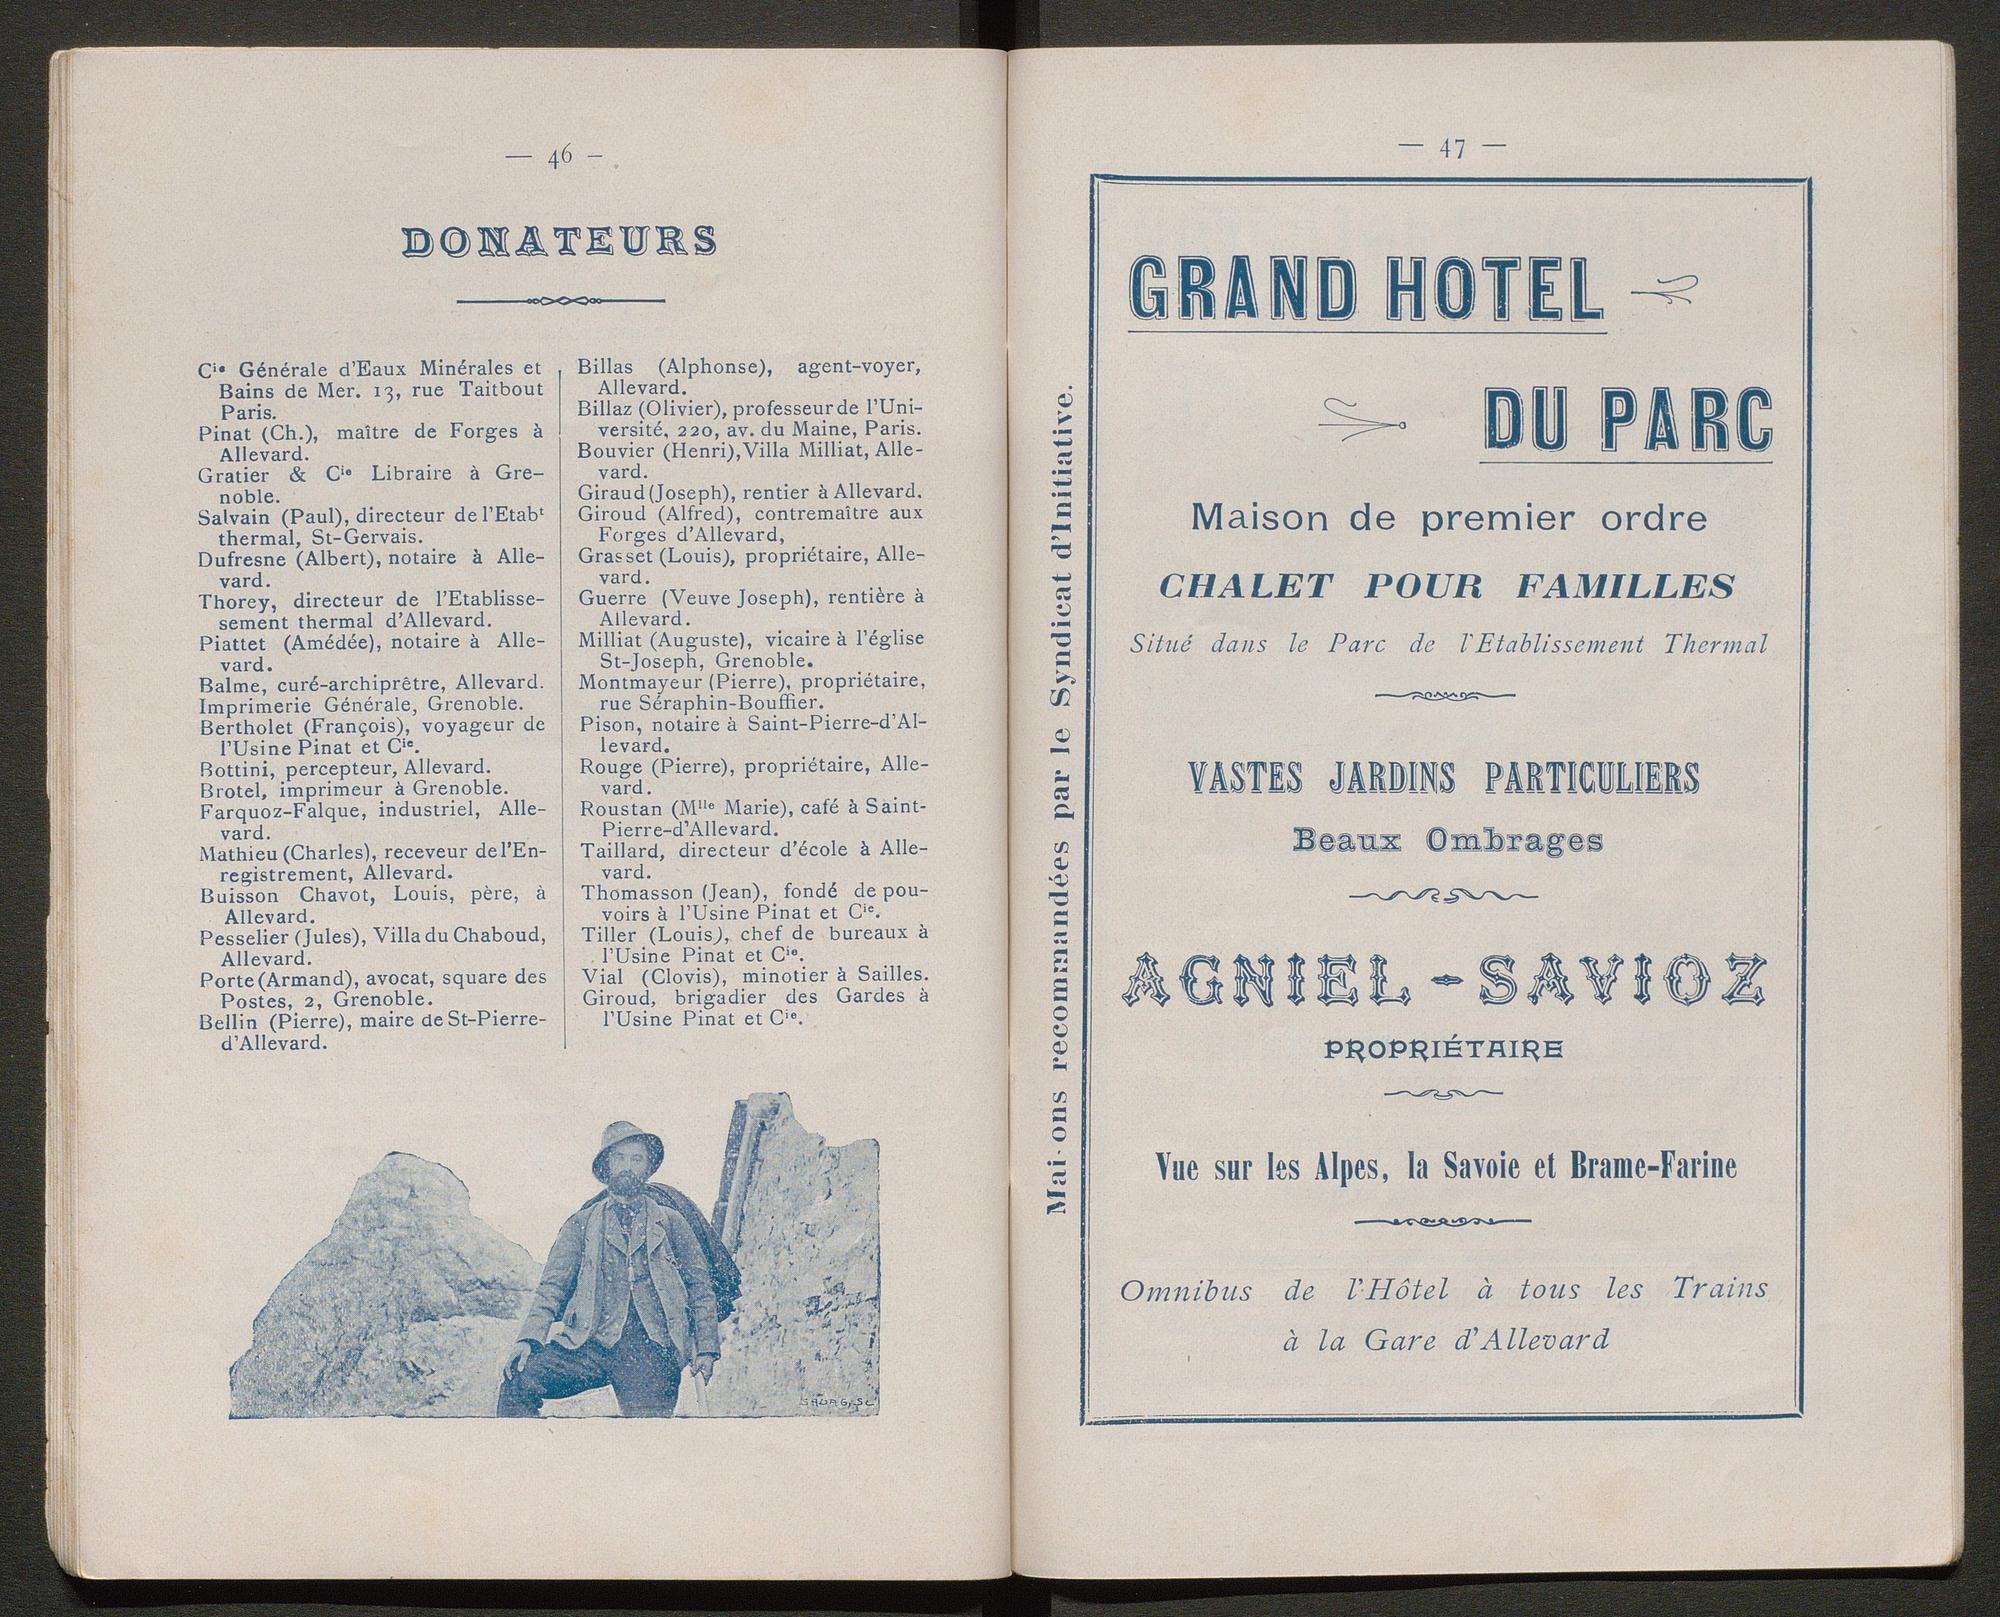 — 46 –
DONATEURS
Cie Générale d'Eaux Minérales et
Bains de Mer. 13, rue Taitbout
Paris.
Pinat (Ch.), maître de Forges à
Allevard.
Gratier & Cie Libraire à Gre-
noble.
Salvain (Paul), directeur de l'Etabt
thermal, St-Gervais.
Dufresne (Albert), notaire à Alle-
vard.
Thorey, directeur de l'Etablisse-
sement thermal d'Allevard.
Piattet (Amédée), notaire à Alle-
vard.
Balme, curé-archiprêtre, Allevard.
Imprimerie Générale, Grenoble.
Bertholet (François), voyageur de
l'Usine Pinat et Cie.
Bottini, percepteur, Allevard.
Brotel, imprimeur à Grenoble.
Farquoz-Falque, industriel, Alle-
vard.
Mathieu (Charles), receveur de l'En-
registrement, Allevard.
Buisson Chavot, Louis, père, à
Allevard.
Pesselier (Jules), Villa du Chaboud,
Allevard.
Porte (Armand), avocat, square des
Postes, 2, Grenoble.
Bellin (Pierre), maire de St-Pierre-
d'Allevard.
Billas (Alphonse), agent-voyer,
Allevard.
Billaz (Olivier), professeur de l'Uni-
versité, 220, av. du Maine, Paris.
Bouvier (Henri), Villa Milliat, Alle-
vard.
Giraud (Joseph), rentier à Allevard.
Giroud (Alfred), contremaître aux
Forges d'Allevard,
Grasset (Louis), propriétaire, Alle-
vard.
Guerre (Veuve Joseph), rentière à
Allevard.
Milliat (Auguste), vicaire à l'église
St-Joseph, Grenoble.
Montmayeur (Pierre), propriétaire,
rue Séraphin-Bouffier.
Pison, notaire à Saint-Pierre-d'Al-
levard.
Rouge (Pierre), propriétaire, Alle-
vard.
Roustan (Mlle Marie), café à Saint-
Pierre-d'Allevard.
Taillard, directeur d'école à Alle-
vard.
Thomasson (Jean), fondé de pou-
voirs à l'Usine Pinat et Cie.
Tiller (Louis), chef de bureaux à
l'Usine Pinat et Cie.
Vial (Clovis), minotier à Sailles.
Giroud, brigadier des Gardes à
l'Usine Pinat et Cie.
— 47 —
Mai·ons recommandées par le Syndicat d'Initiative.
GRAND HOTEL
DU PARC
Maison de premier ordre
CHALET POUR FAMILLES
Situé dans le Parc de l'Etablissement Thermal
VASTES JARDINS PARTICULIERS
Beaux Ombrages
AGNIEL-SAVIOZ
PROPRIÉTAIRE
Vue sur les Alpes, la Savoie et Brame-Farine
Omnibus de l'Hôtel à tous les Trains
à la Gare d'Allevard